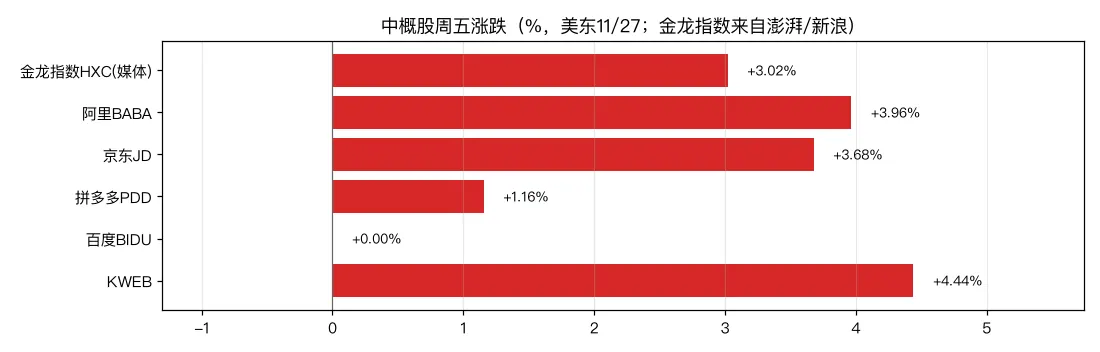 中概股周五涨跌（%，美东11/27；金龙指数来自澎湃/新浪）
金龙指数HXC(媒体)
+3.02%
阿里BABA
+3.96%
京东JD
+3.68%
拼多多PDD
+1.16%
百度BIDU
+0.00%
KWEB
+4.44%
−1
0
1
2
3
4
5